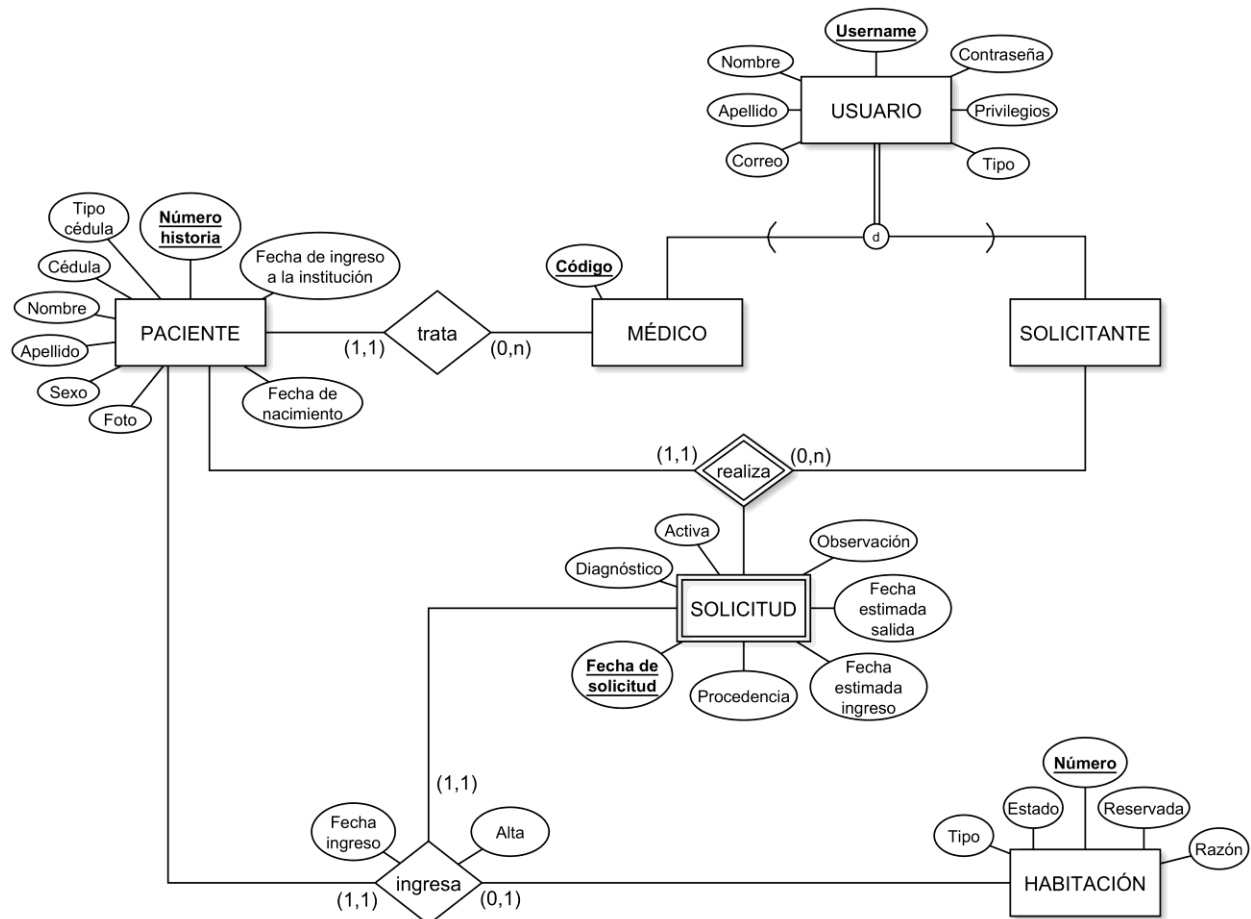 Username
Nombre
Contraseña
Apellido
USUARIO
Privilegios
Correo
Tipo
d
Tipo
cédula
Número
historia
Fecha de ingreso
a la institución
Cédula
Código
Nombre
PACIENTE
trata
MÉDICO
SOLICITANTE
(1,1)
(0,n)
Apellido
Sexo
Foto
Fecha de
nacimiento
(1,1)
realiza
(0,n)
Activa
Observación
Diagnóstico
SOLICITUD
Fecha
estimada
salida
Fecha de
solicitud
Procedencia
Fecha
estimada
ingreso
(1,1)
Fecha
ingreso
Alta
Número
Estado
Reservada
Tipo
Razón
ingresa
HABITACIÓN
(1,1)
(0,1)